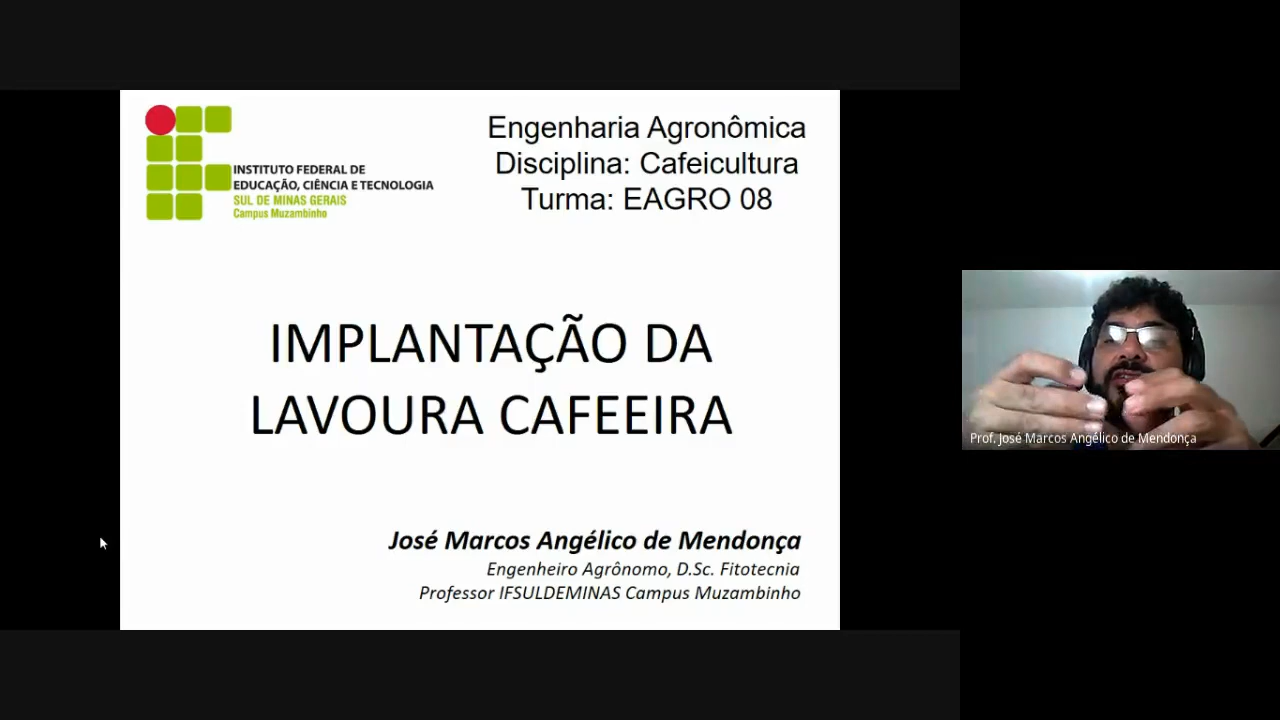 INSTITUTO FEDERAL DE
EDUCAÇÃO, CIÊNCIA E TECNOLOGIA
SUL DE MINAS GERAIS
Campus Muzambinho
Engenharia Agronômica
Disciplina: Cafeicultura
Turma: EAGRO 08
IMPLANTAÇÃO DA
LAVOURA CAFEEIRA
José Marcos Angélico de Mendonça
Engenheiro Agrônomo, D.Sc. Fitotecnia
Professor IFSULDEMINAS Campus Muzambinho
Prof. José Marcos Angélico de Mendonça